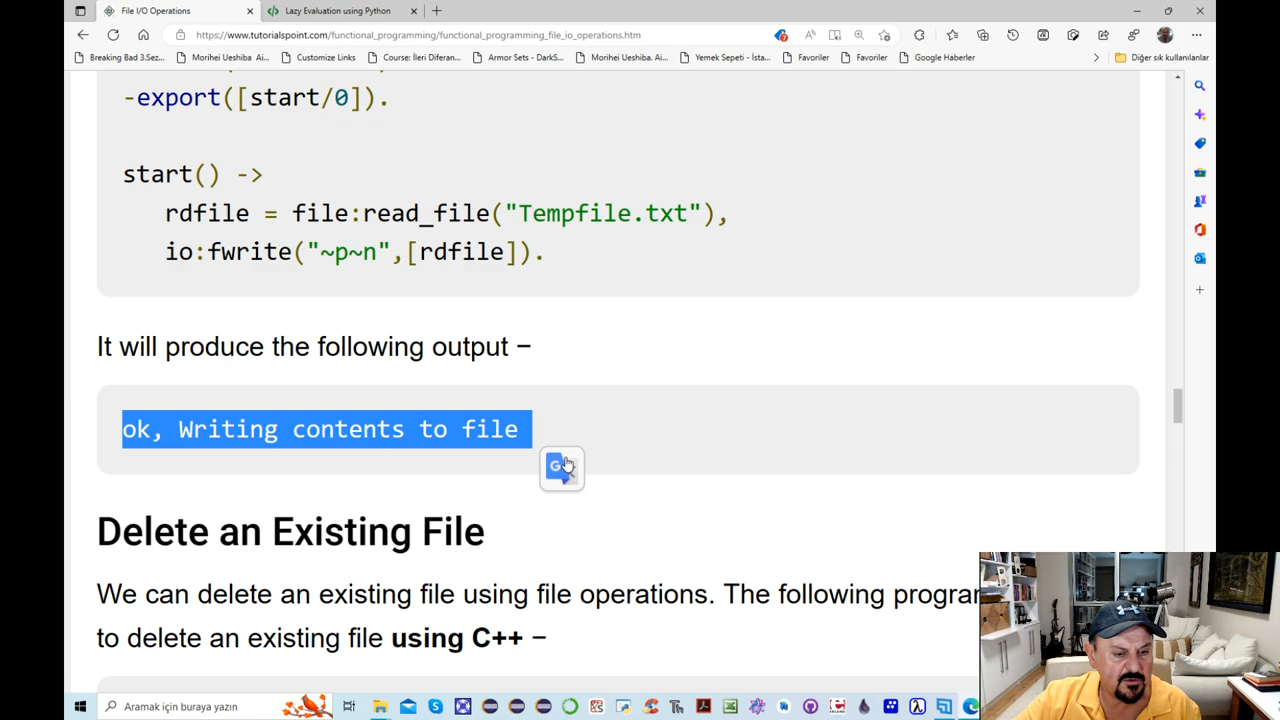 File I/O Operations
Lazy Evaluation using Python
https://www.tutorialspoint.com/functional_programming/functional_programming_file_io_operations.htm
Breaking Bad 3.Sez...
Morihei Ueshiba Ai...
Customize Links
Course: İleri Diferan...
Armor Sets - DarkS...
Morihei Ueshiba. Ai...
Yemek Sepeti - İsta...
Favoriler
Favoriler
Google Haberler
Diğer sık kullanılanlar
-export([start/0]).
start() ->
rdfile = file:read_file("Tempfile.txt"),
io:fwrite("~p~n",[rdfile]).
It will produce the following output −
ok, Writing contents to file
Delete an Existing File
We can delete an existing file using file operations. The following program
to delete an existing file using C++ −
Aramak için buraya yazın